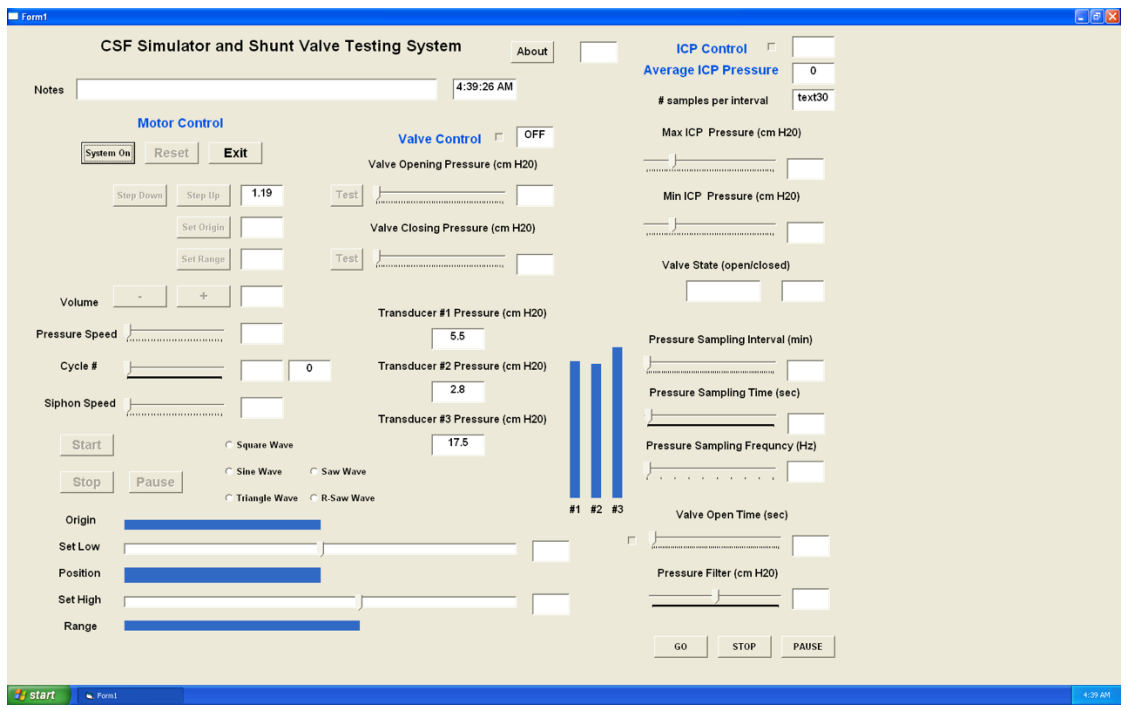 Form1
CSF Simulator and Shunt Valve Testing System
About
Notes
4:39:26 AM
Motor Control
System On
Reset
Exit
Step Down
Step Up
1.19
Set Origin
Set Range
Volume
-
+
Pressure Speed
Cycle #
0
Siphon Speed
Start
Stop
Pause
Square Wave
Sine Wave
Saw Wave
Triangle Wave
R-Saw Wave
Valve Control
OFF
Valve Opening Pressure (cm H20)
Test
Valve Closing Pressure (cm H20)
Test
Transducer #1 Pressure (cm H20)
5.5
Transducer #2 Pressure (cm H20)
2.8
Transducer #3 Pressure (cm H20)
17.5
#1 #2 #3
Origin
Set Low
Position
Set High
Range
ICP Control
Average ICP Pressure
0
# samples per interval
text30
Max ICP Pressure (cm H20)
Min ICP Pressure (cm H20)
Valve State (open/closed)
Pressure Sampling Interval (min)
Pressure Sampling Time (sec)
Pressure Sampling Frequncy (Hz)
Valve Open Time (sec)
Pressure Filter (cm H20)
GO
STOP
PAUSE
start
Form1
4:39 AM